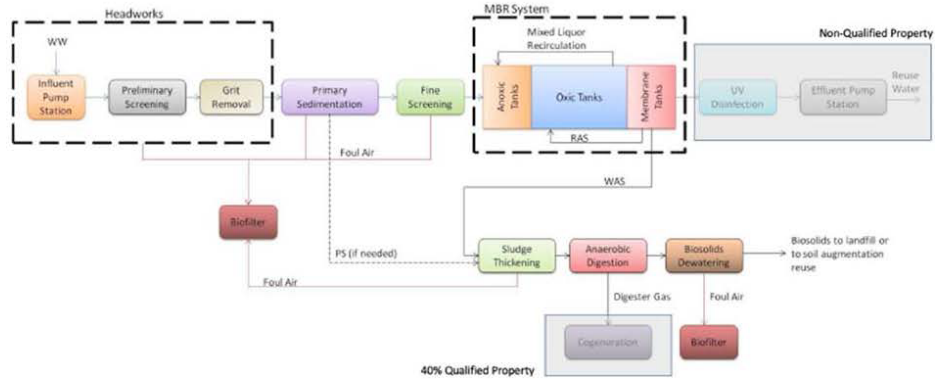 Headworks
MBR System
WW
Mixed Liquor
Recirculation
Non-Qualified Property
Influent
Pump
Station
Preliminary
Screening
Grit
Removal
Primary
Sedimentation
Fine
Screening
Anoxic
Tanks
Oxic Tanks
Membrane
Tanks
UV
Disinfection
Effluent Pump
Station
Reuse
Water
Foul Air
RAS
WAS
Biofilter
PS (if needed)
Sludge
Thickening
Anaerobic
Digestion
Biosolids
Dewatering
Biosolids to landfill or
to soil augmentation
reuse
Foul Air
Digester Gas
Foul Air
Cogeneration
Biofilter
40% Qualified Property